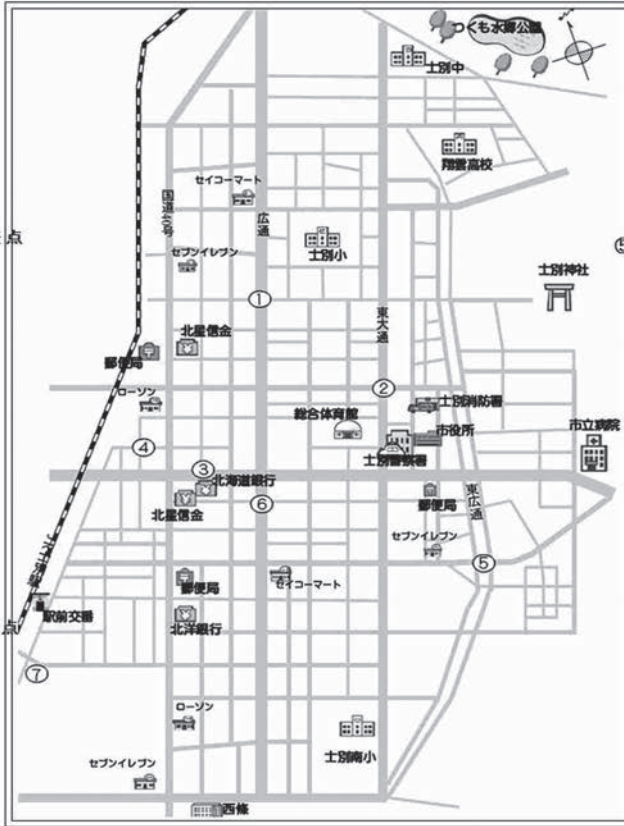 つくも水郷公園
士別中
翔雲高校
セイコーマート
国道40号
広通
点
士別小
セブンイレブン
⑤
士別神社
①
東大通
北星信金
郵便局
②
ローソン
士別消防署
総合体育館
市役所
市立病院
④
士別警察署
③
北海道銀行
北星信金
⑥
郵便局
東広通
セブンイレブン
⑤
郵便局
セイコーマート
駅前交番
点
北洋銀行
⑦
ローソン
士別南小
セブンイレブン
西條